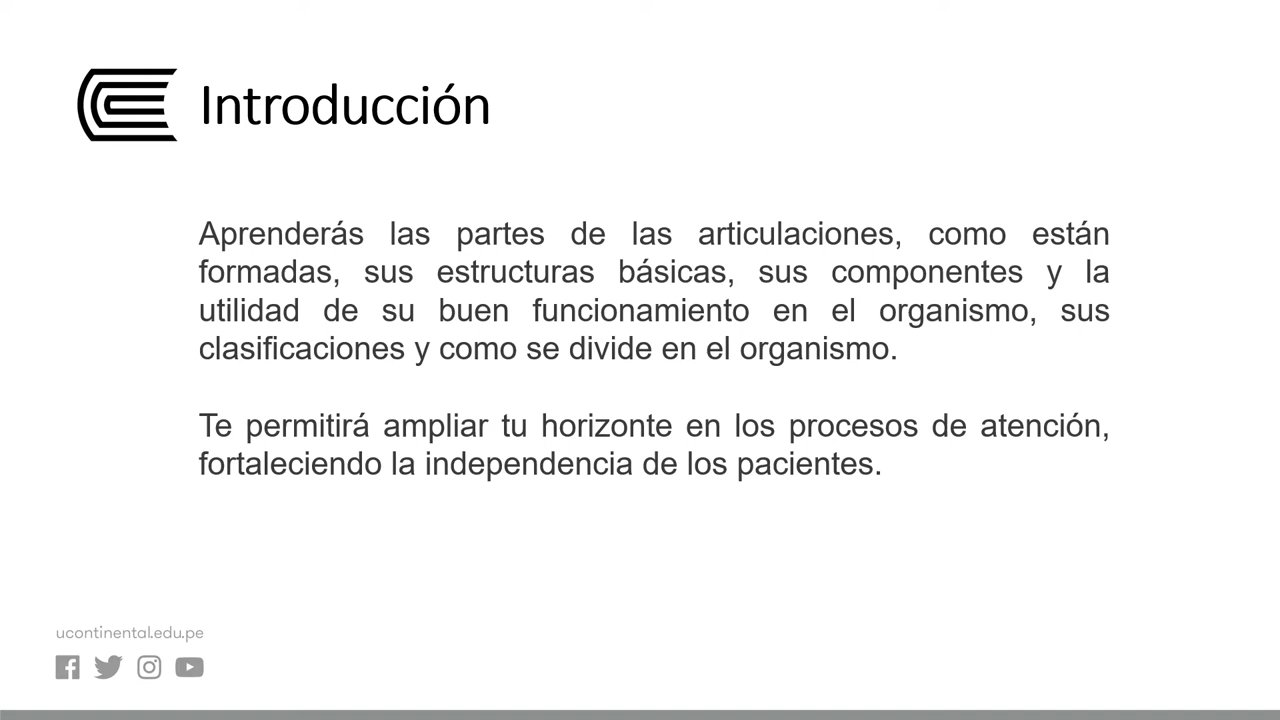 Introducción
Aprenderás las partes de las articulaciones, como están
formadas, sus estructuras básicas, sus componentes y la
utilidad de su buen funcionamiento en el organismo, sus
clasificaciones y como se divide en el organismo.
Te permitirá ampliar tu horizonte en los procesos de atención,
fortaleciendo la independencia de los pacientes.
ucontinental.edu.pe